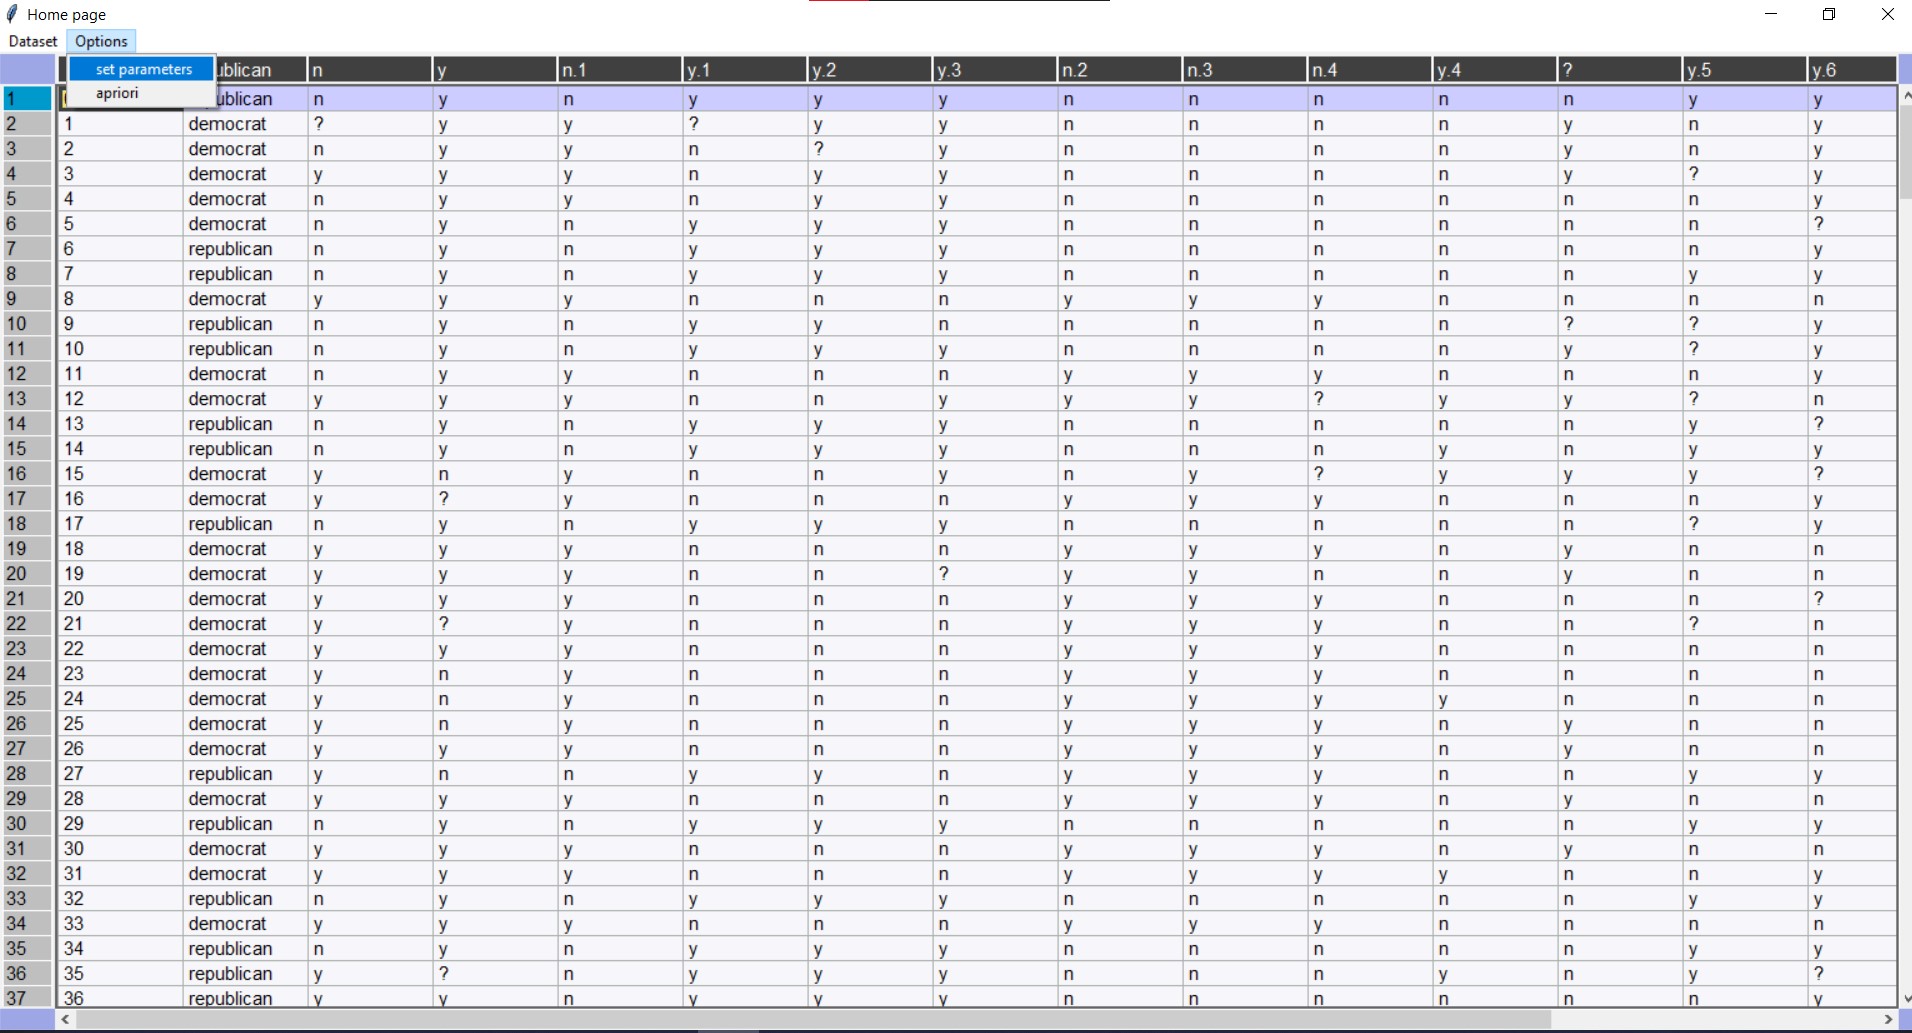 Home page
Dataset Options
set parameters
apriori
ublican n y n.1 y.1 y.2 y.3 n.2 n.3 n.4 y.4 ? y.5 y.6
1 ublican n y n y y y n n n n n y y
2 1 democrat ? y y ? y y n n n n y n y
3 2 democrat n y y n ? y n n n n y n y
4 3 democrat y y y n y y n n n n y ? y
5 4 democrat n y y n y y n n n n n n y
6 5 democrat n y n y y y n n n n n n ?
7 6 republican n y n y y y n n n n n n y
8 7 republican n y n y y y n n n n n y y
9 8 democrat y y y n n n y y y n n n n
10 9 republican n y n y y n n n n n ? ? y
11 10 republican n y n y y y n n n n y ? y
12 11 democrat n y y n n n y y y n n n y
13 12 democrat y y y n n y y y ? y y ? n
14 13 republican n y n y y y n n n n n y ?
15 14 republican n y n y y y n n n y n y y
16 15 democrat y n y n n y n y ? y y y ?
17 16 democrat y ? y n n n y y y n n n y
18 17 republican n y n y y y n n n n n ? y
19 18 democrat y y y n n n y y y n y n n
20 19 democrat y y y n n ? y y n n y n n
21 20 democrat y y y n n n y y y n n n ?
22 21 democrat y ? y n n n y y y n n ? n
23 22 democrat y y y n n n y y y n n n n
24 23 democrat y n y n n n y y y n n n n
25 24 democrat y n y n n n y y y y n n n
26 25 democrat y n y n n n y y y n y n n
27 26 democrat y y y n n n y y y n y n n
28 27 republican y n n y y n y y y n n y y
29 28 democrat y y y n n n y y y n y n n
30 29 republican n y n y y y n n n n n y y
31 30 democrat y y y n n n y y y n y n n
32 31 democrat y y y n n n y y y y n n y
33 32 republican n y n y y y n n n n n y y
34 33 democrat y y y n n n y y y n n n n
35 34 republican n y n y y y n n n n n y y
36 35 republican y ? n y y y n n n y n y ?
37 36 republican y y n y y y n n n n n n y